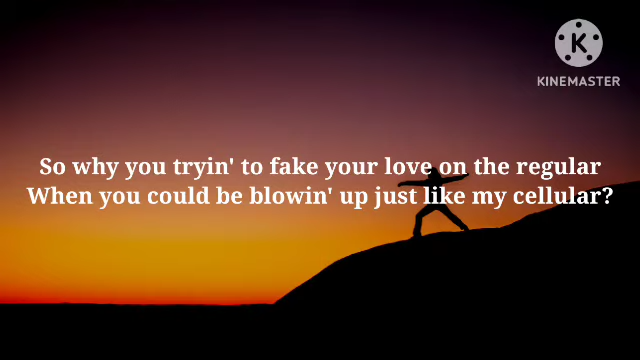 KINEMASTER
So why you tryin' to fake your love on the regular
When you could be blowin' up just like my cellular?